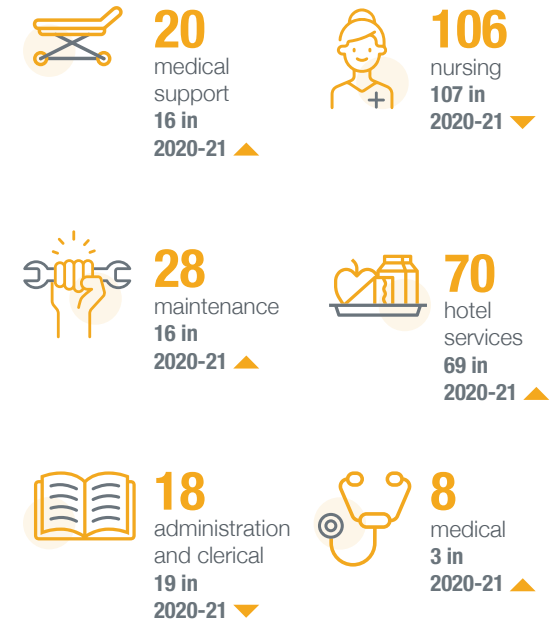 20
medical
support
16 in
2020-21
106
nursing
107 in
2020-21
28
maintenance
16 in
2020-21
70
hotel
services
69 in
2020-21
18
administration
and clerical
19 in
2020-21
8
medical
3 in
2020-21